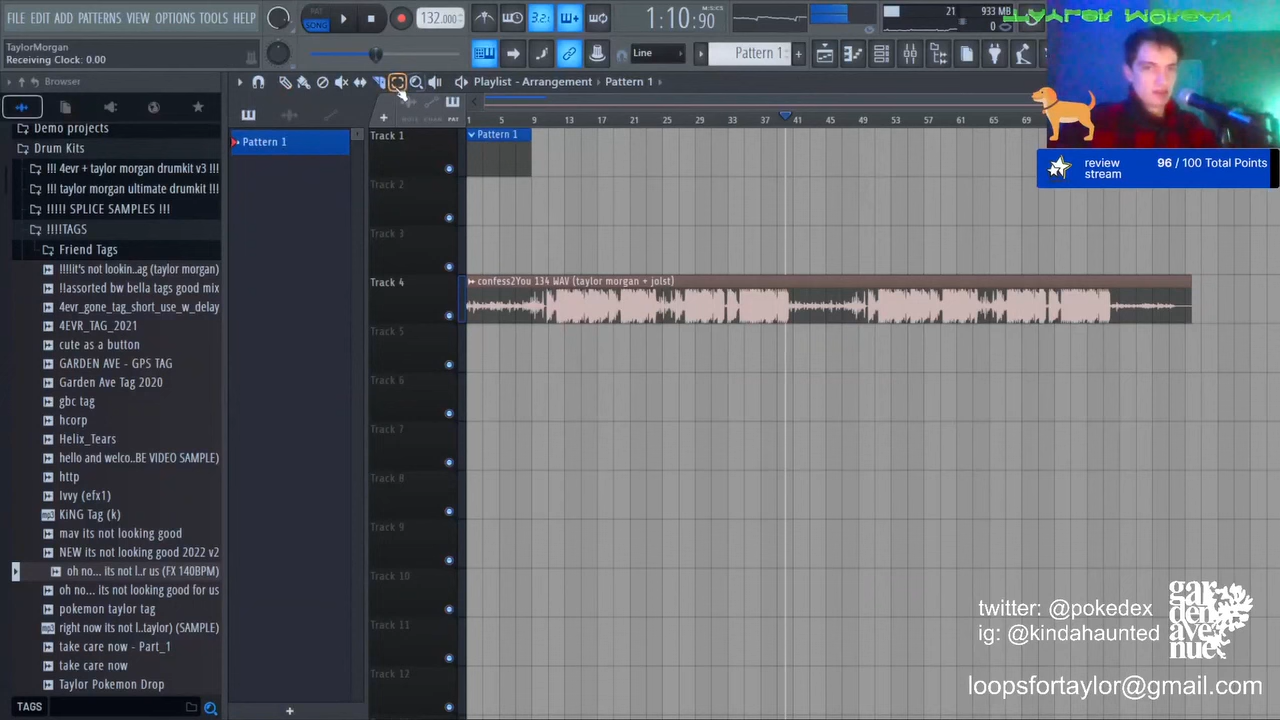 FILE EDIT ADD PATTERNS VIEW OPTIONS TOOLS HELP
PAT
SONG
132.000
3.2.1
1:10:90
M:S:CS
21
933 MB
0
TaylorMorgan
Receiving Clock: 0.00
Line
Pattern 1
Browser
Playlist - Arrangement › Pattern 1 ›
Demo projects
Drum Kits
!!! 4evr + taylor morgan drumkit v3 !!!
!!! taylor morgan ultimate drumkit !!!
!!!!! SPLICE SAMPLES !!!
!!!!TAGS
Friend Tags
!!!!it's not lookin..ag (taylor morgan)
!!assorted bw bella tags good mix
4evr_gone_tag_short_use_w_delay
4EVR_TAG_2021
cute as a button
GARDEN AVE - GPS TAG
Garden Ave Tag 2020
gbc tag
hcorp
Helix_Tears
hello and welco..BE VIDEO SAMPLE)
http
Ivvy (efx1)
KiNG Tag (k)
mav its not looking good
NEW its not looking good 2022 v2
oh no... its not l..r us (FX 140BPM)
oh no... its not looking good for us
pokemon taylor tag
right now its not l..taylor) (SAMPLE)
take care now - Part_1
take care now
Taylor Pokemon Drop
TAGS
Pattern 1
PAT
1 5 9 13 17 21 25 29 33 37 41 45 49 53 57 61 65 69
Track 1
Pattern 1
Track 2
Track 3
Track 4
confess2You 134 WAV (taylor morgan + jolst)
Track 5
Track 6
Track 7
Track 8
Track 9
Track 10
Track 11
Track 12
review
stream
96 / 100 Total Points
twitter: @pokedex
ig: @kindahaunted
gar
den
ave
nue
loopsfortaylor@gmail.com